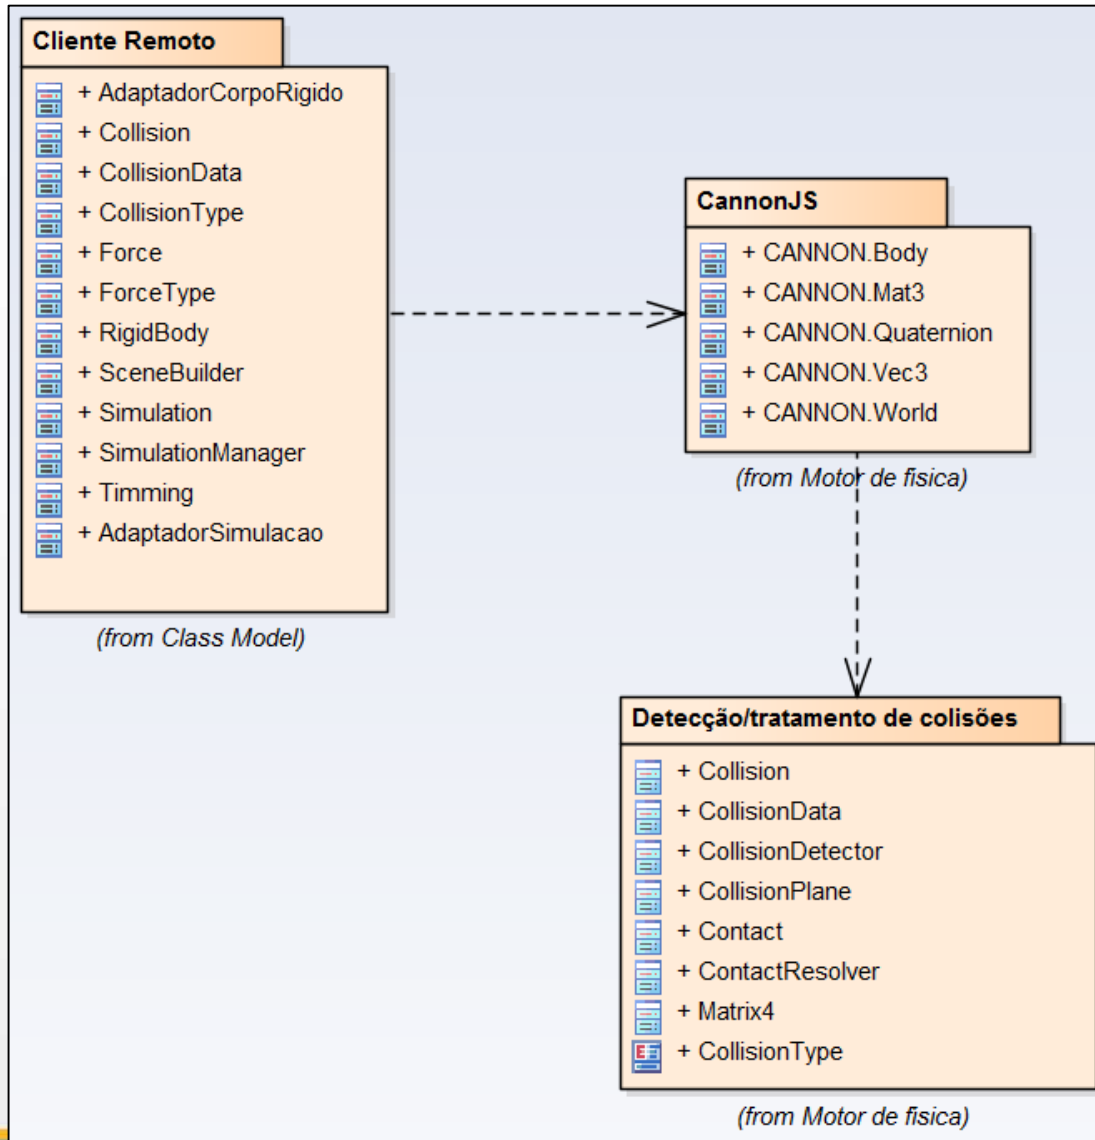 Cliente Remoto
+ AdaptadorCorpoRigido
+ Collision
+ CollisionData
+ CollisionType
+ Force
+ ForceType
+ RigidBody
+ SceneBuilder
+ Simulation
+ SimulationManager
+ Timming
+ AdaptadorSimulacao
(from Class Model)
CannonJS
+ CANNON.Body
+ CANNON.Mat3
+ CANNON.Quaternion
+ CANNON.Vec3
+ CANNON.World
(from Motor de fisica)
Detecção/tratamento de colisões
+ Collision
+ CollisionData
+ CollisionDetector
+ CollisionPlane
+ Contact
+ ContactResolver
+ Matrix4
+ CollisionType
(from Motor de fisica)